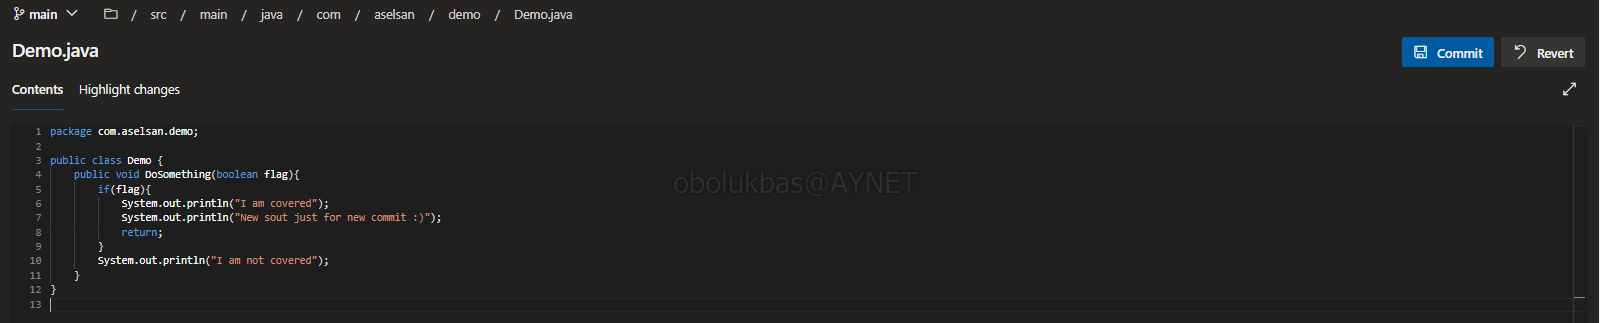 main / src / main / java / com / aselsan / demo / Demo.java
Demo.java
Commit Revert
Contents Highlight changes
1 package com.aselsan.demo;
2
3 public class Demo {
4 public void DoSomething(boolean flag){
5 if(flag){
6 System.out.println("I am covered");
7 System.out.println("New sout just for new commit :)");
8 return;
9 }
10 System.out.println("I am not covered");
11 }
12 }
13
obolukbas@AYNET